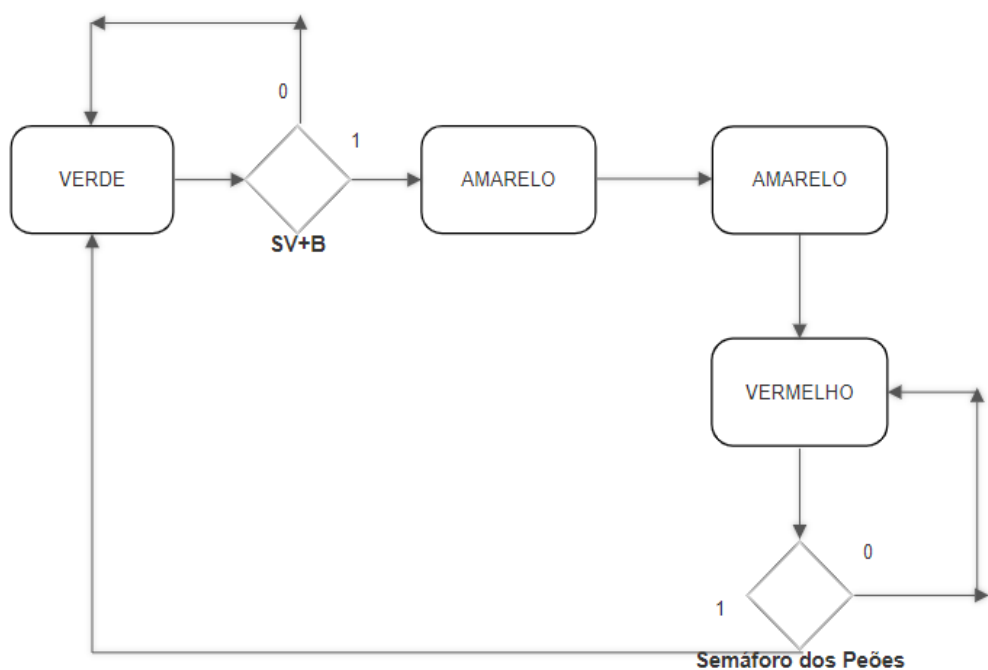 0
1
VERDE
AMARELO
AMARELO
SV+B
VERMELHO
0
1
Semáforo dos Peões